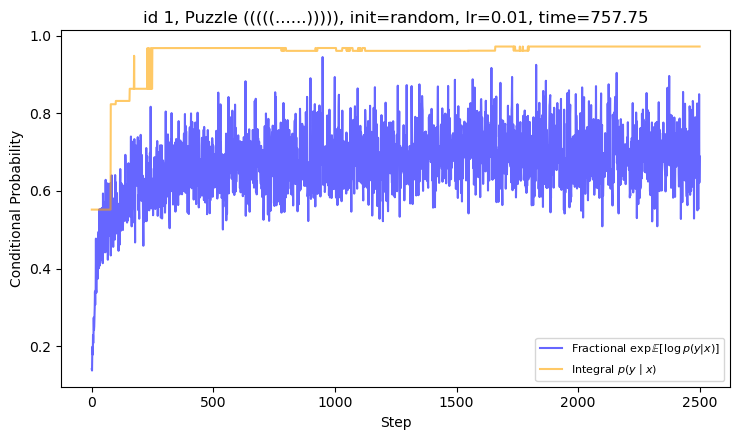 id 1, Puzzle (((((......))))), init=random, lr=0.01, time=757.75
Conditional Probability
1.0
0.8
0.6
0.4
0.2
0
500
1000
1500
2000
2500
Step
Fractional exp𝔼[log p(y|x)]
Integral p(y | x)